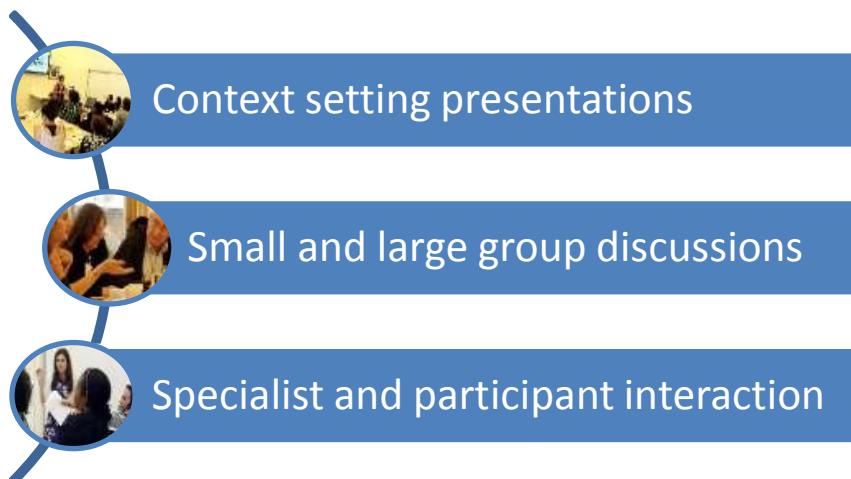 Context setting presentations
Small and large group discussions
Specialist and participant interaction